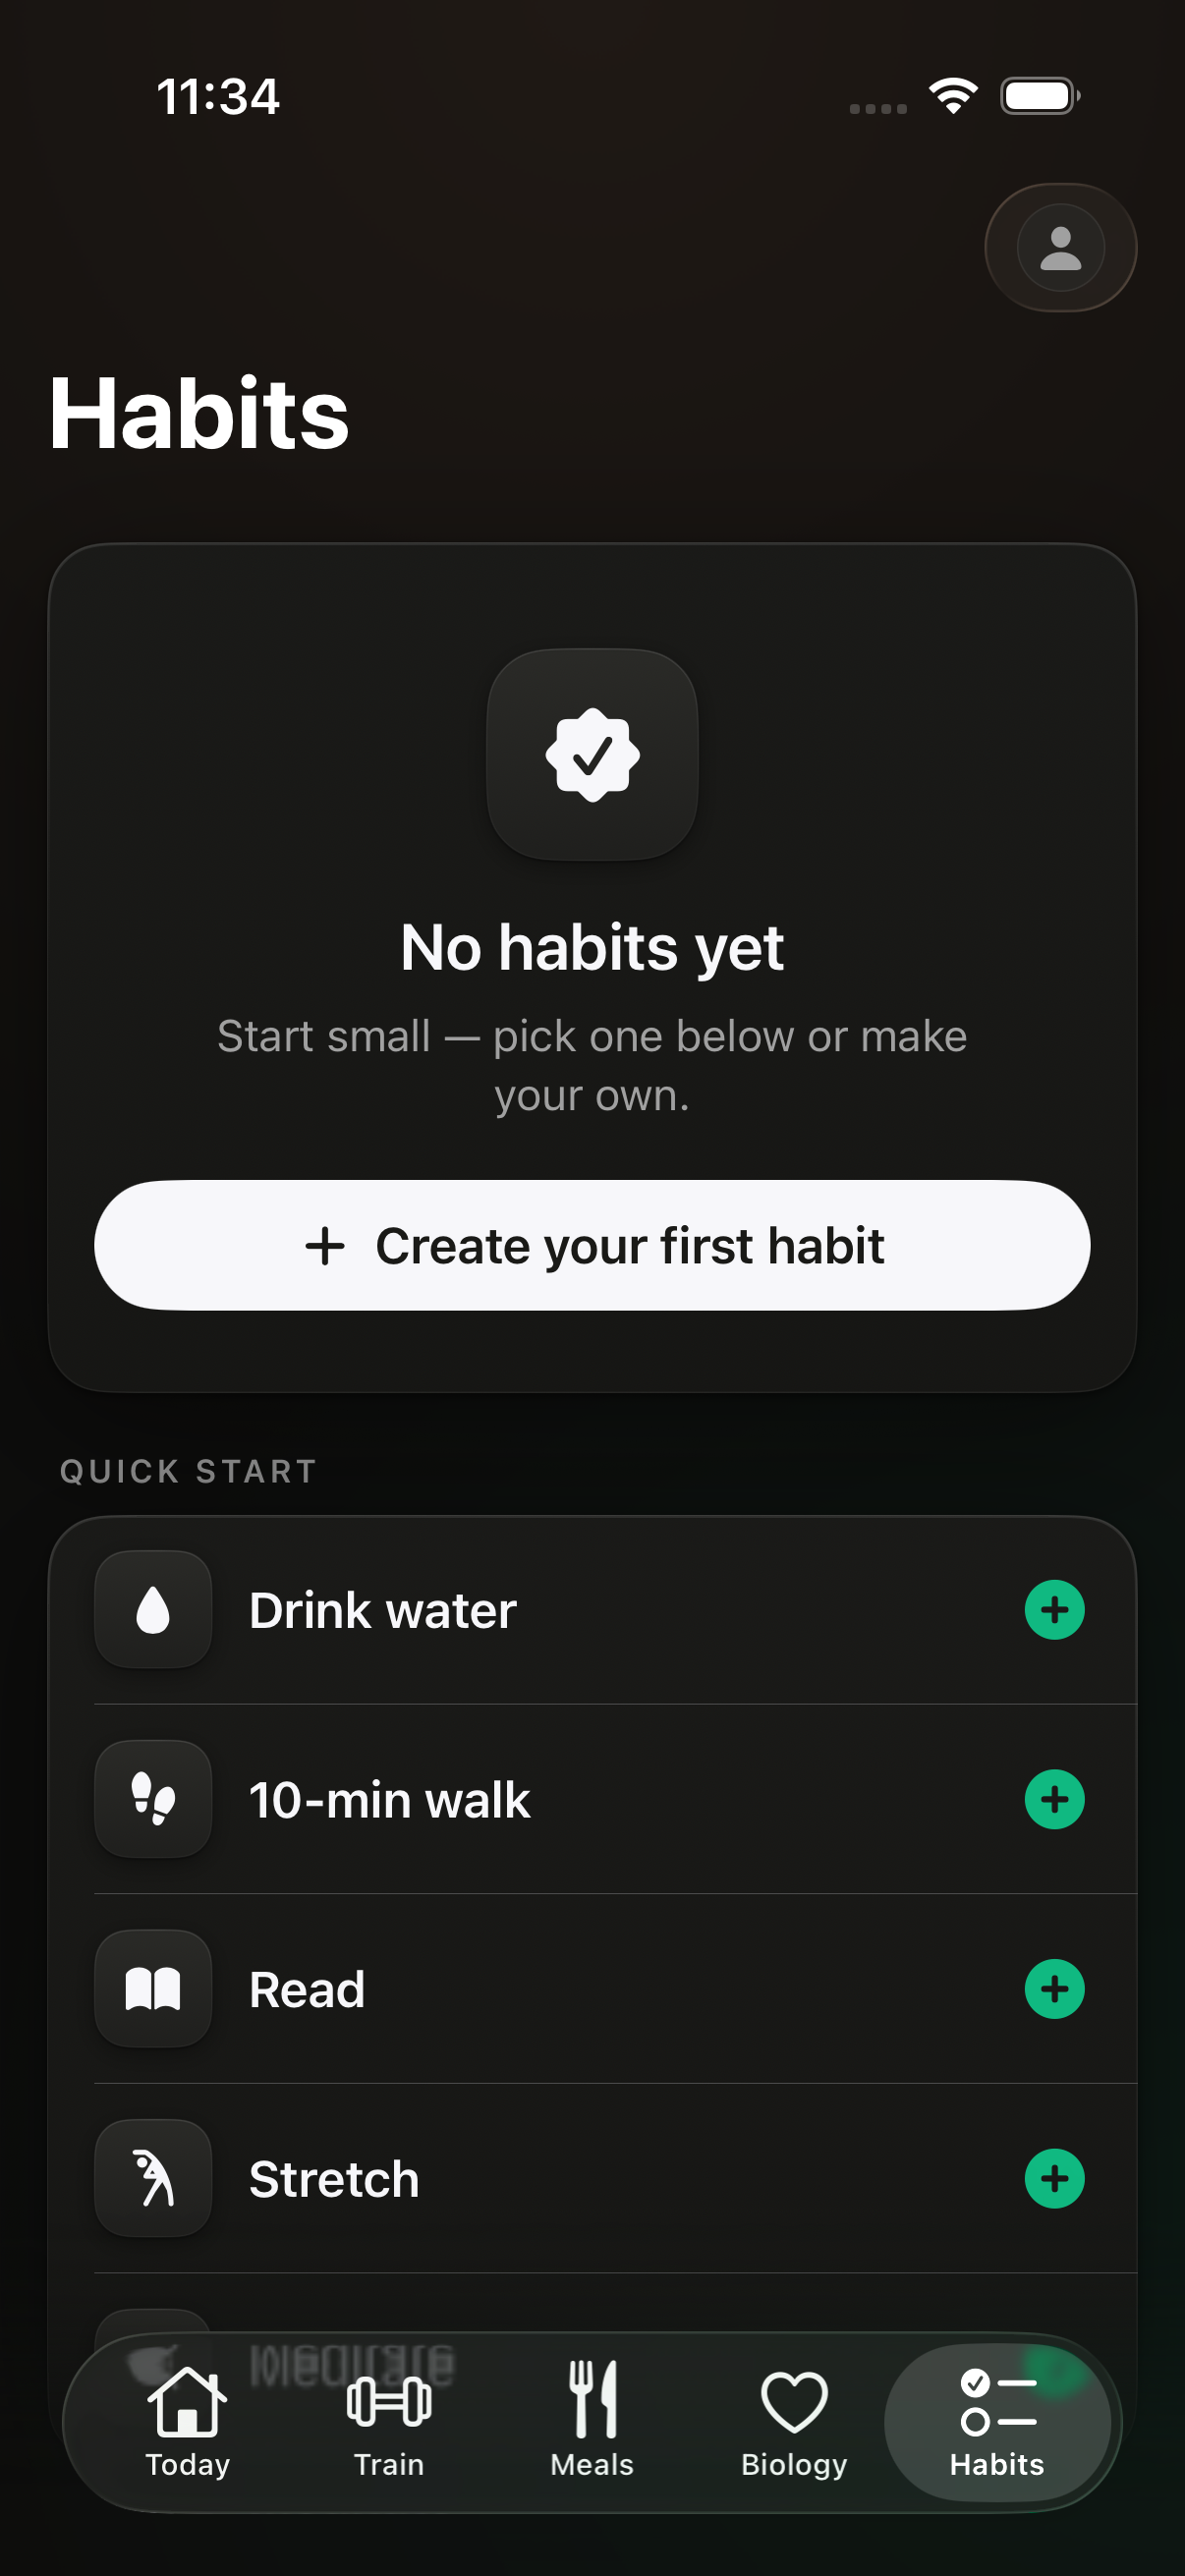 11:34
Habits
No habits yet
Start small — pick one below or make
your own.
Create your first habit
QUICK START
Drink water
10-min walk
Read
Stretch
Today
Train
Meals
Biology
Habits